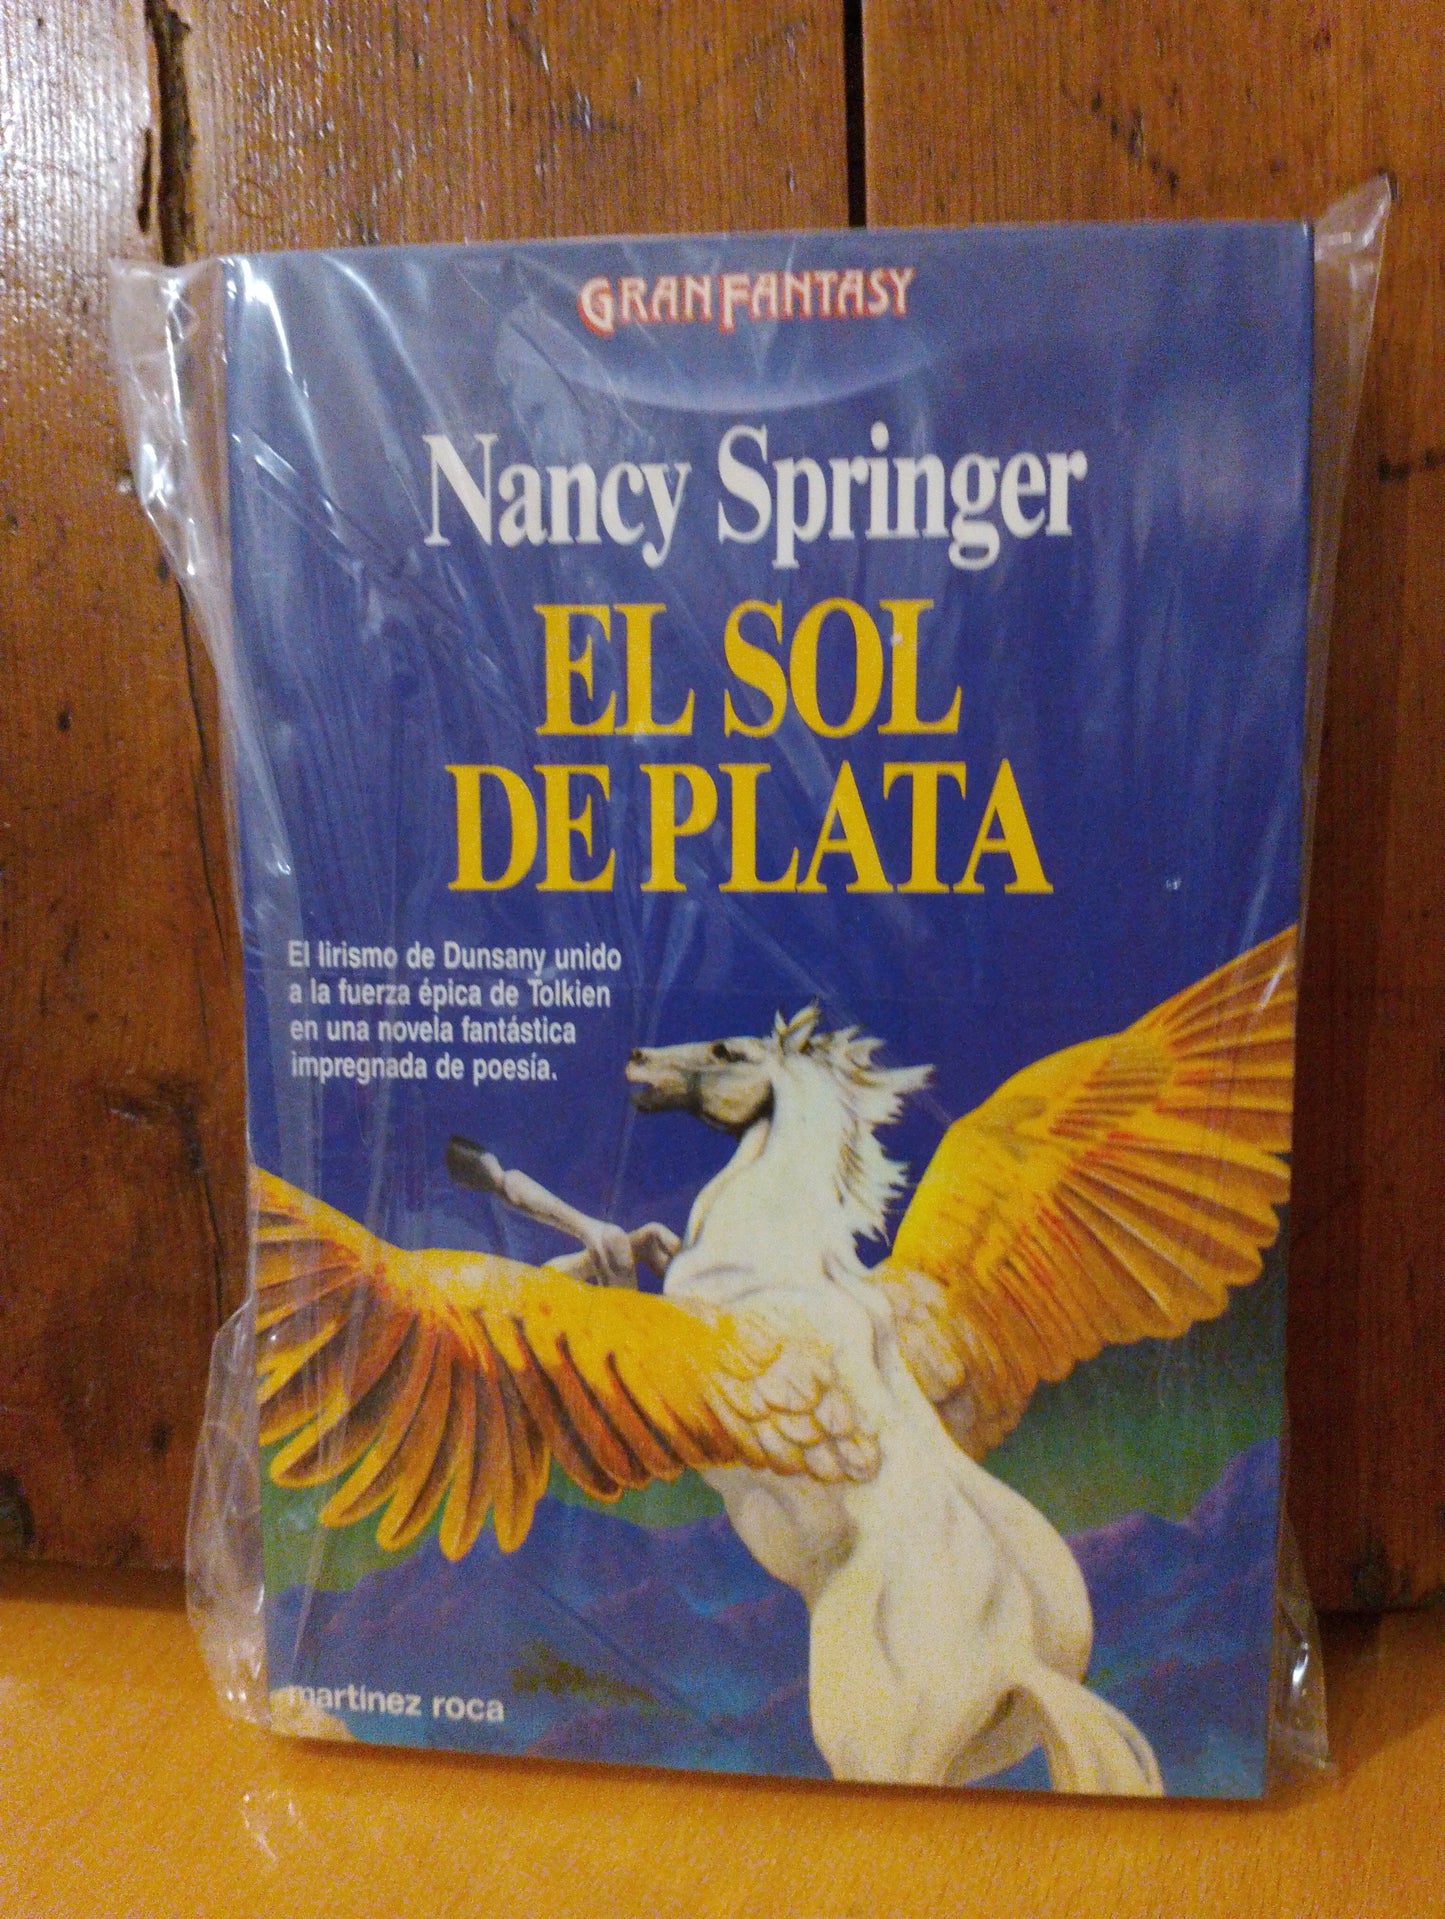 GRAN FANTASY
Nancy Springer
EL SOL
DE PLATA
El lirismo de Dunsany unido
a la fuerza épica de Tolkien
en una novela fantástica
impregnada de poesía.
martínez roca